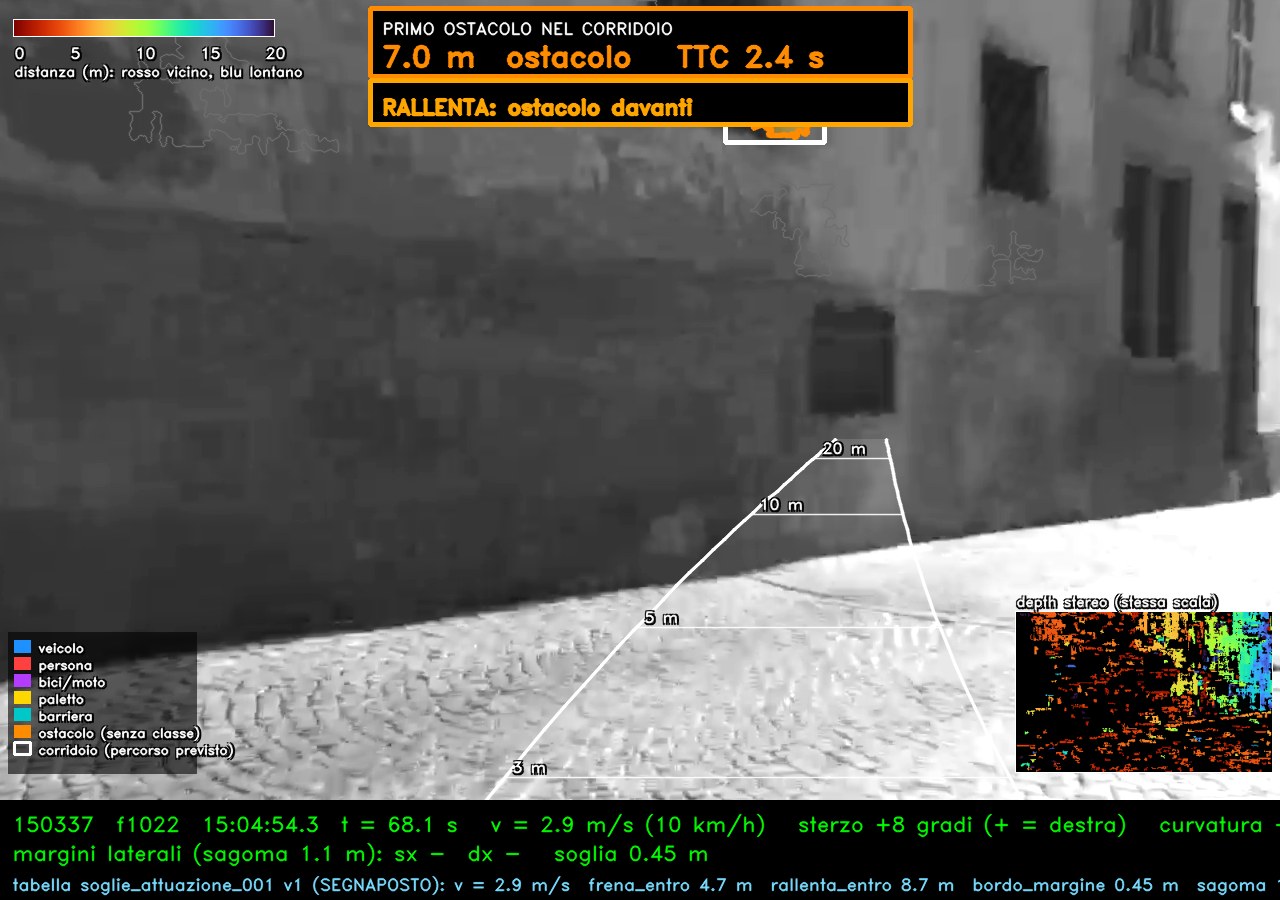 PRIMO OSTACOLO NEL CORRIDOIO
7.0 m ostacolo TTC 2.4 s
RALLENTA: ostacolo davanti
0 5 10 15 20
distanza (m): rosso vicino, blu lontano
20 m
10 m
5 m
3 m
depth stereo (stessa scala)
veicolo
persona
bici/moto
paletto
barriera
ostacolo (senza classe)
corridoio (percorso previsto)
150337 f1022 15:04:54.3 t = 68.1 s v = 2.9 m/s (10 km/h) sterzo +8 gradi (+ = destra) curvatura
margini laterali (sagoma 1.1 m): sx - dx - soglia 0.45 m
tabella soglie_attuazione_001 v1 (SEGNAPOSTO): v = 2.9 m/s frena_entro 4.7 m rallenta_entro 8.7 m bordo_margine 0.45 m sagoma